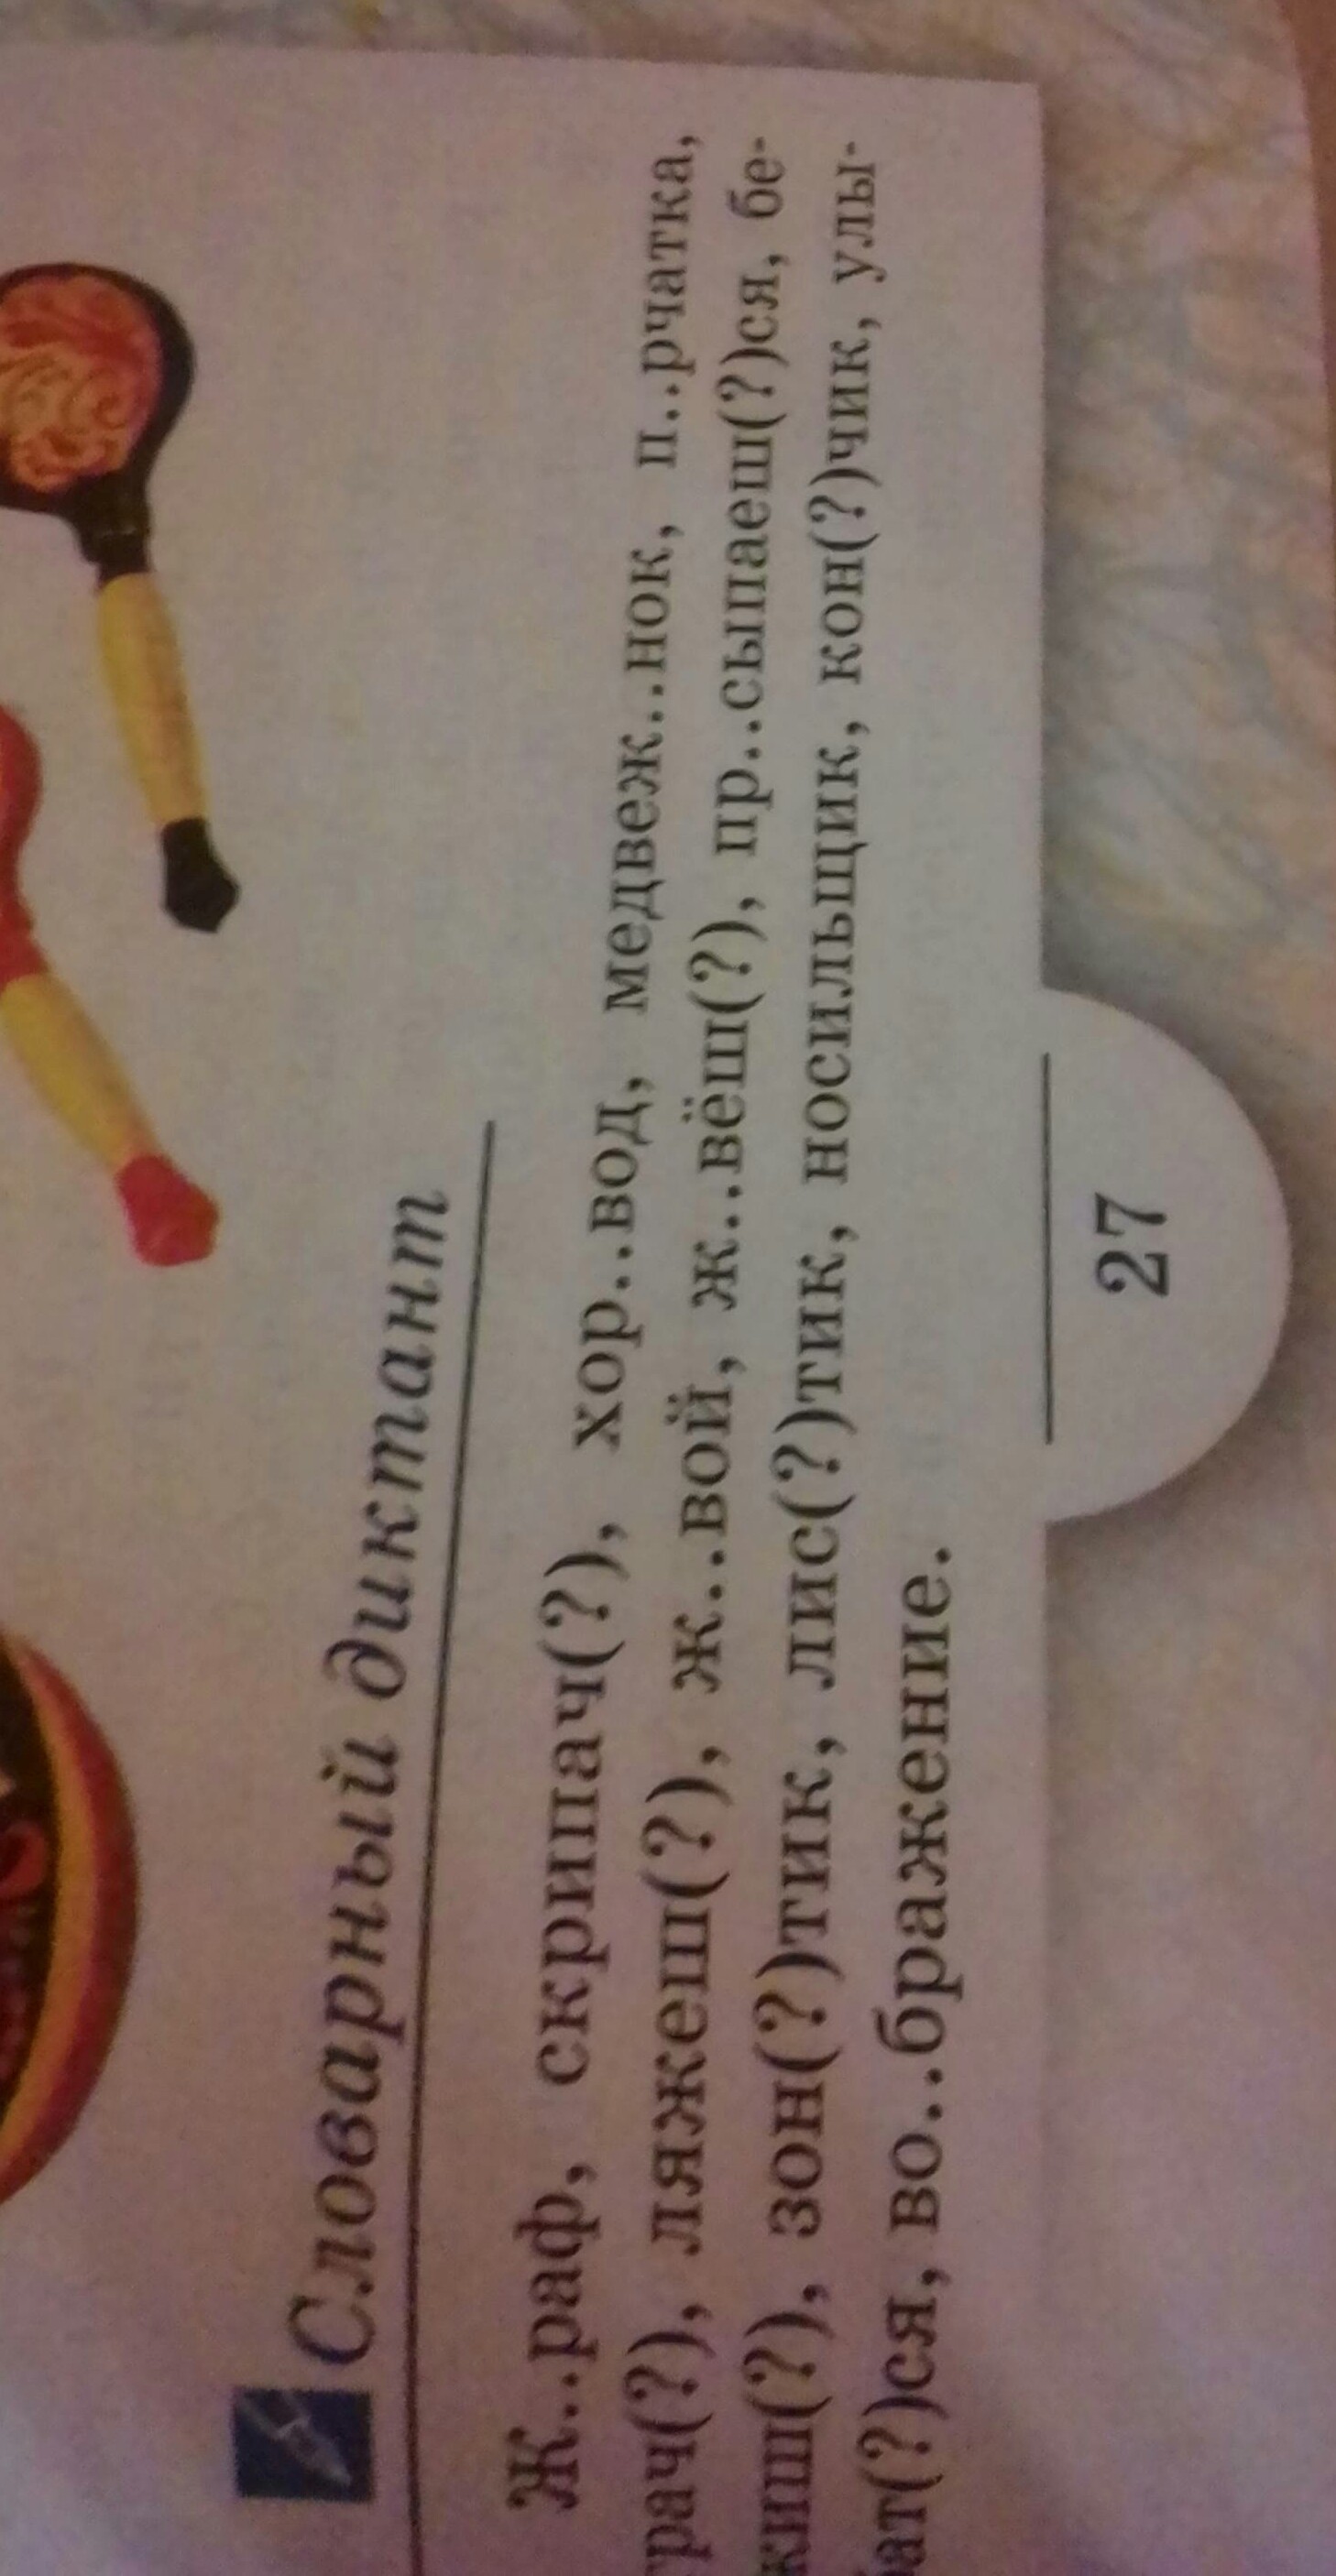 Словарный диктант
Ж..раф, скрипач(?), хор..вод, медвеж..нок, п..рчатка,
рач(?), ляжеш(?), ж..вой, ж..вёш(?), пр..сыпаеш(?)ся, бе-
жиш(?), зон(?)тик, лис(?)тик, носильщик, кон(?)чик, улы-
бат(?)ся, во..бражение.
27